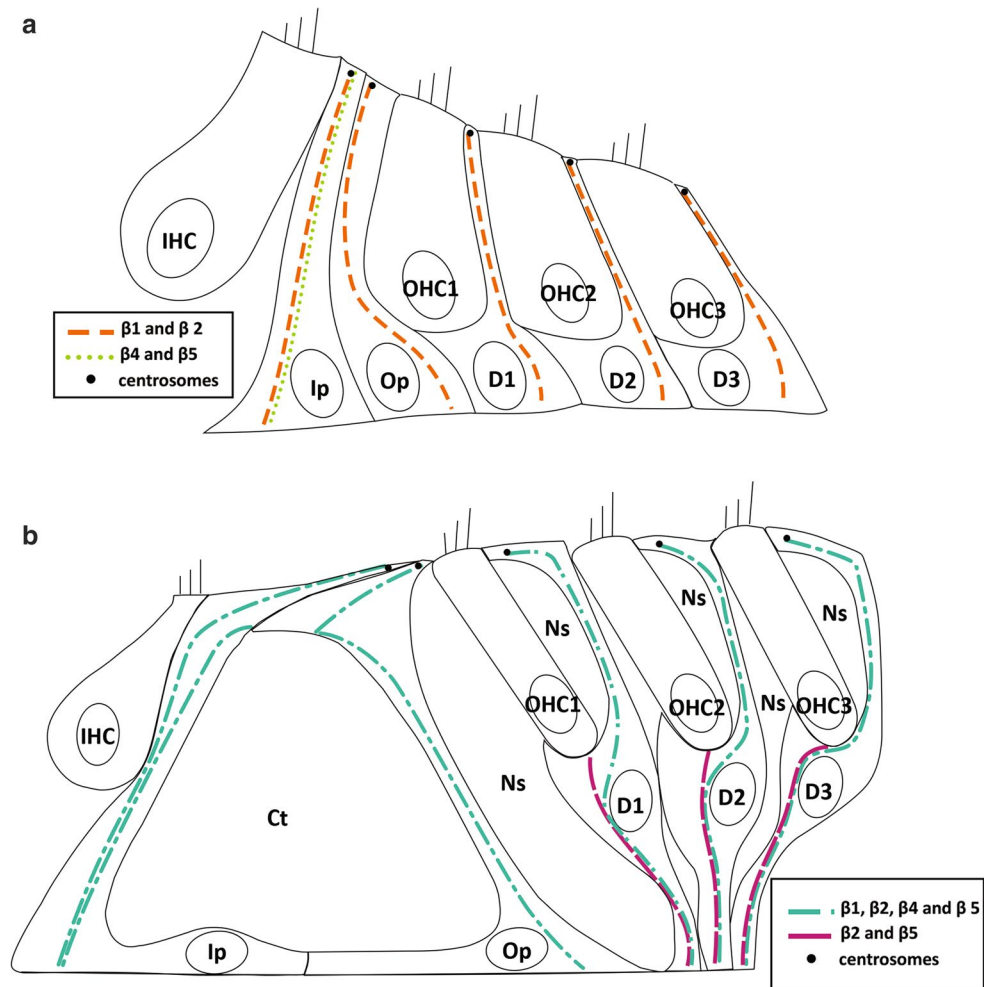 a
IHC
OHC1
OHC2
OHC3
β1 and β 2
β4 and β5
centrosomes
Ip
Op
D1
D2
D3
b
Ns
Ns
Ns
OHC1
OHC2
Ns
OHC3
IHC
Ns
D1
D2
D3
Ct
β1, β2, β4 and β 5
β2 and β5
centrosomes
Ip
Op